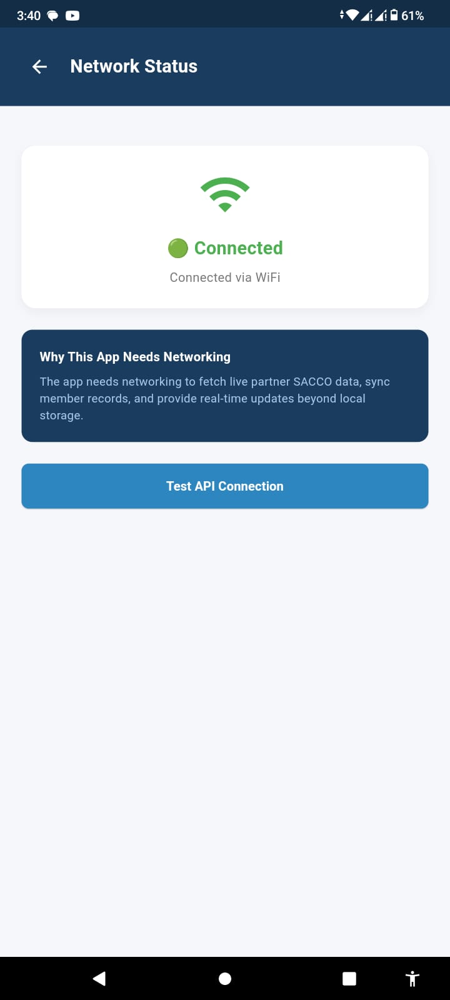 3:40 61%
Network Status
Connected
Connected via WiFi
Why This App Needs Networking
The app needs networking to fetch live partner SACCO data, sync
member records, and provide real-time updates beyond local
storage.
Test API Connection